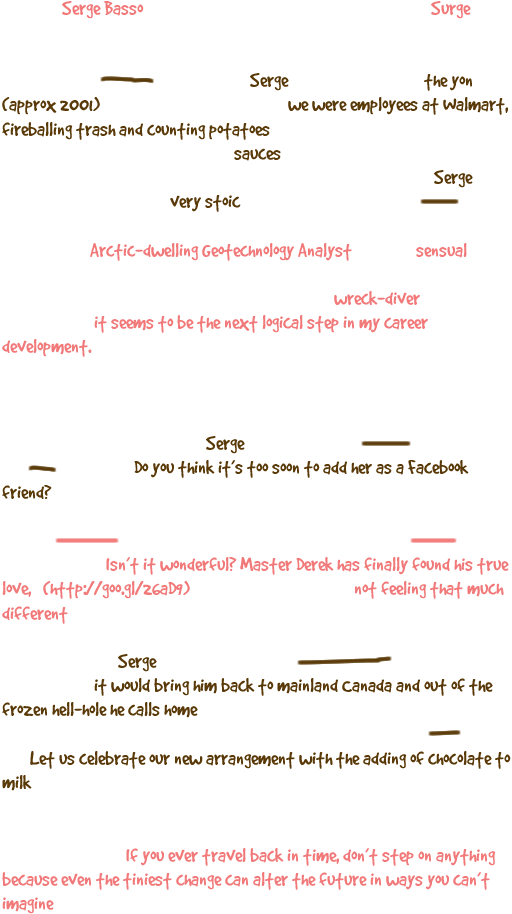 Serge Basso Surge
Serge the yon
(approx 2001) we were employees at Walmart,
fireballing trash and counting potatoes
sauces
Serge
very stoic
Arctic-dwelling Geotechnology Analyst sensual
wreck-diver
it seems to be the next logical step in my career
development.
Serge
Do you think it's too soon to add her as a Facebook
friend?
Isn't it wonderful? Master Derek has finally found his true
love, (http://goo.gl/z6aD9) not feeling that much
different
Serge
it would bring him back to mainland Canada and out of the
frozen hell-hole he calls home
Let us celebrate our new arrangement with the adding of chocolate to
milk
If you ever travel back in time, don't step on anything
because even the tiniest change can alter the future in ways you can't
imagine